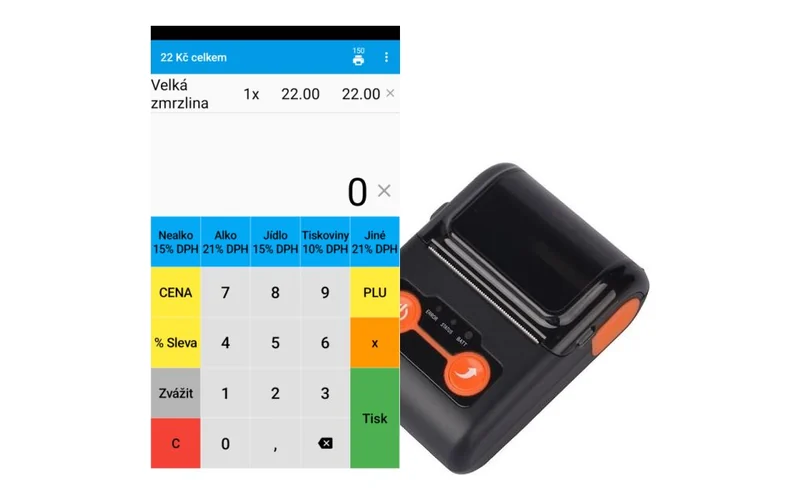 22 Kč celkem
150
Velká zmrzlina 1x 22.00 22.00 ×
0 ×
Nealko 15% DPH
Alko 21% DPH
Jídlo 15% DPH
Tiskoviny 10% DPH
Jiné 21% DPH
CENA 7 8 9 PLU
% Sleva 4 5 6 x
Zvážit 1 2 3
Tisk
C 0 ,
ERROR
STATUS
BATT